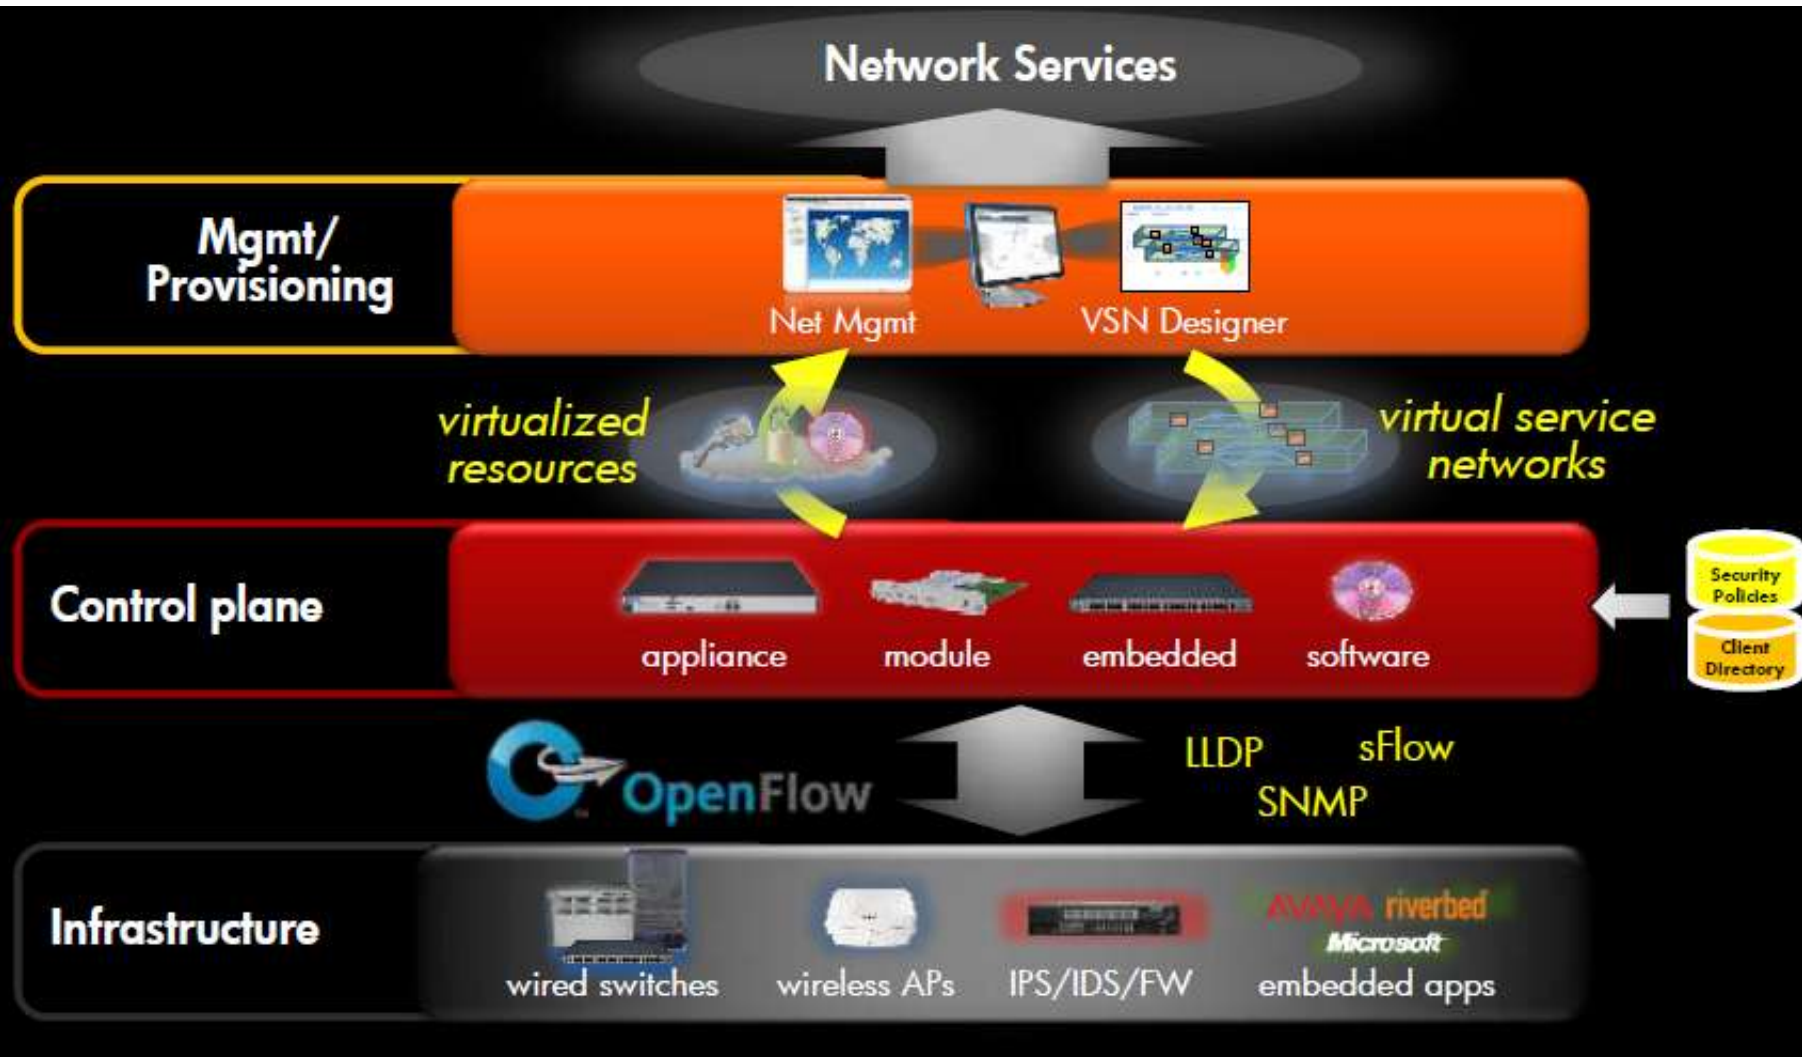 Network Services
Mgmt/
Provisioning
Net Mgmt
VSN Designer
virtualized
resources
virtual service
networks
Control plane
appliance
module
embedded
software
Security
Policies
Client
Directory
OpenFlow
LLDP
sFlow
SNMP
Infrastructure
wired switches
wireless APs
IPS/IDS/FW
AVAYA riverbed
Microsoft
embedded apps